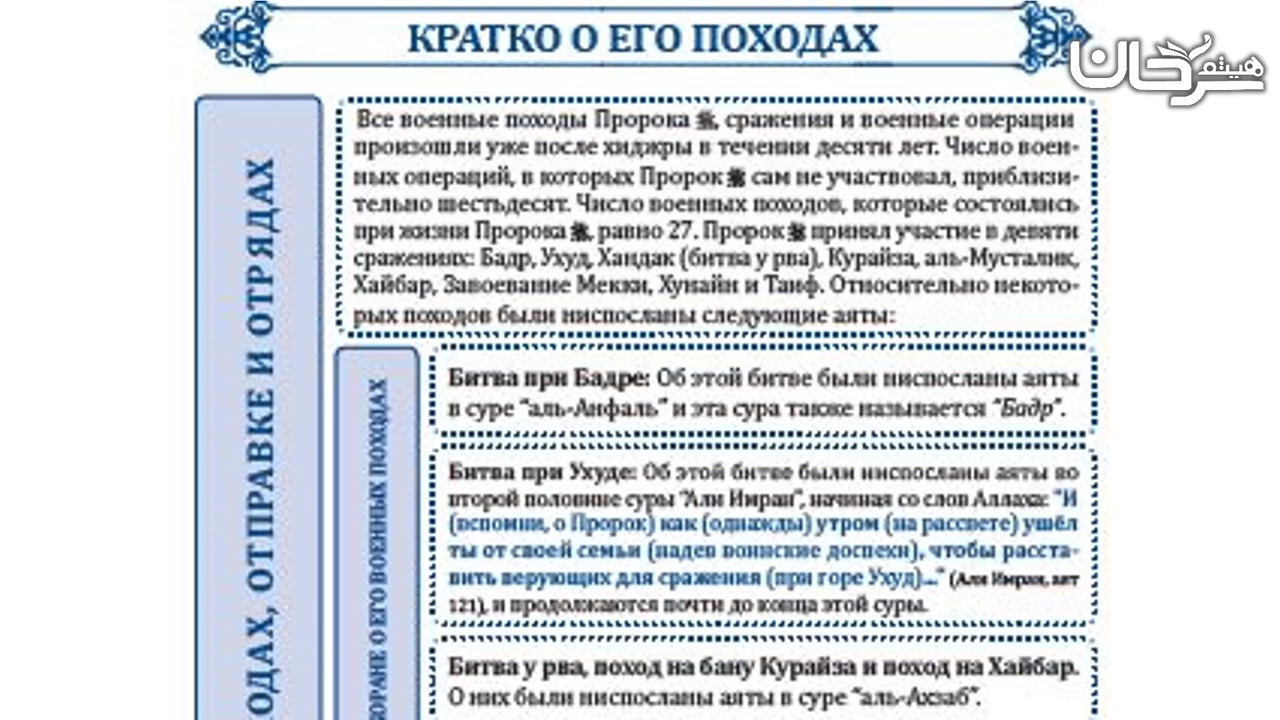 КРАТКО О ЕГО ПОХОДАХ
هيثم سرحان
ОДАХ, ОТПРАВКЕ И ОТРЯДАХ
Все военные походы Пророка ﷺ, сражения и военные операции
произошли уже после хиджры в течении десяти лет. Число воен-
ных операций, в которых Пророк ﷺ сам не участвовал, приблизи-
тельно шестьдесят. Число военных походов, которые состоялись
при жизни Пророка ﷺ, равно 27. Пророк ﷺ принял участие в девяти
сражениях: Бадр, Ухуд, Хандак (битва у рва), Курайза, аль-Мусталик,
Хайбар, Завоевание Мекки, Хунайн и Таиф. Относительно некото-
рых походов были ниспосланы следующие аяты:
ОРАНЕ О ЕГО ВОЕННЫХ ПОХОДАХ
Битва при Бадре: Об этой битве были ниспосланы аяты
в суре “аль-Анфаль” и эта сура также называется “Бадр”.
Битва при Ухуде: Об этой битве были ниспосланы аяты во
второй половине суры “Али Имран”, начиная со слов Аллаха: “И
(вспомни, о Пророк) как (однажды) утром (на рассвете) ушёл
ты от своей семьи (надев воинские доспехи), чтобы расста-
вить верующих для сражения (при горе Ухуд)...” (Али Имран, аят
121), и продолжаются почти до конца этой суры.
Битва у рва, поход на бану Курайза и поход на Хайбар.
О них были ниспосланы аяты в суре “аль-Ахзаб”.